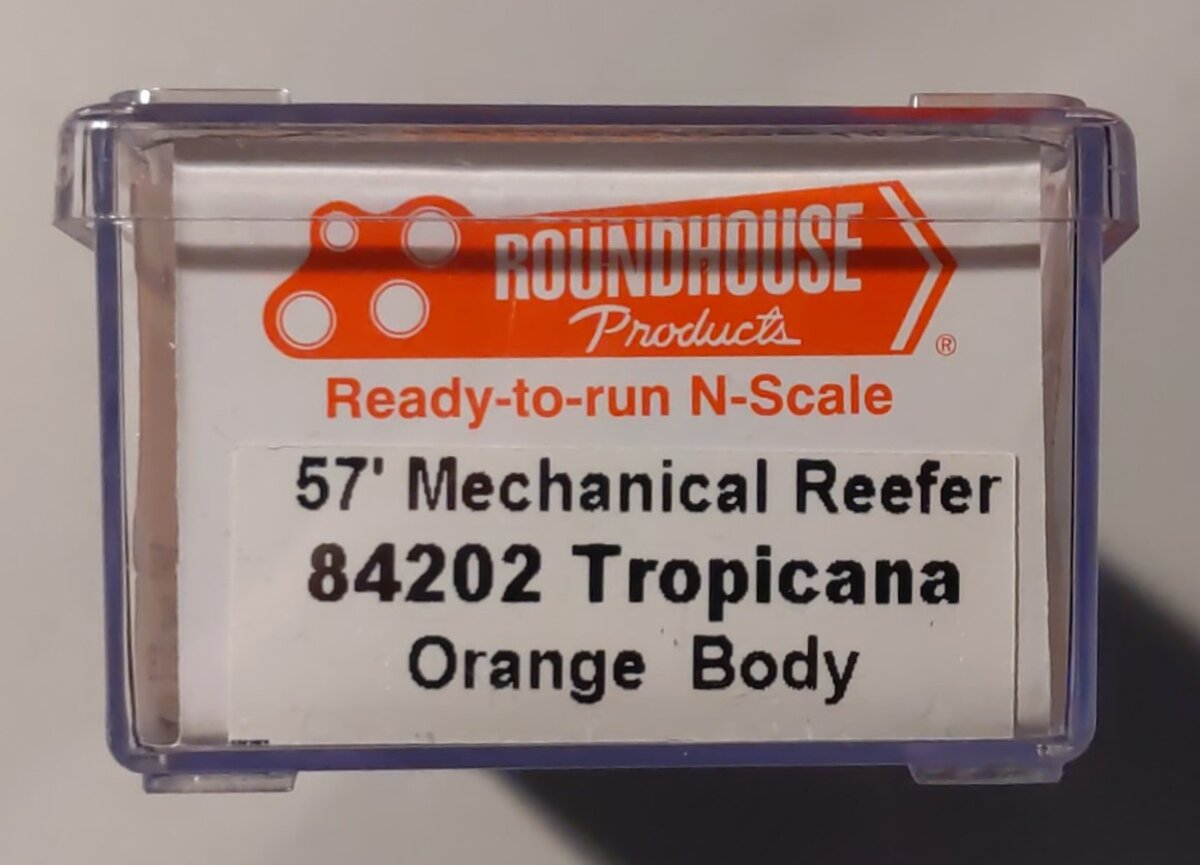 ROUNDHOUSE
Products
®
Ready-to-run N-Scale
57' Mechanical Reefer
84202 Tropicana
Orange Body